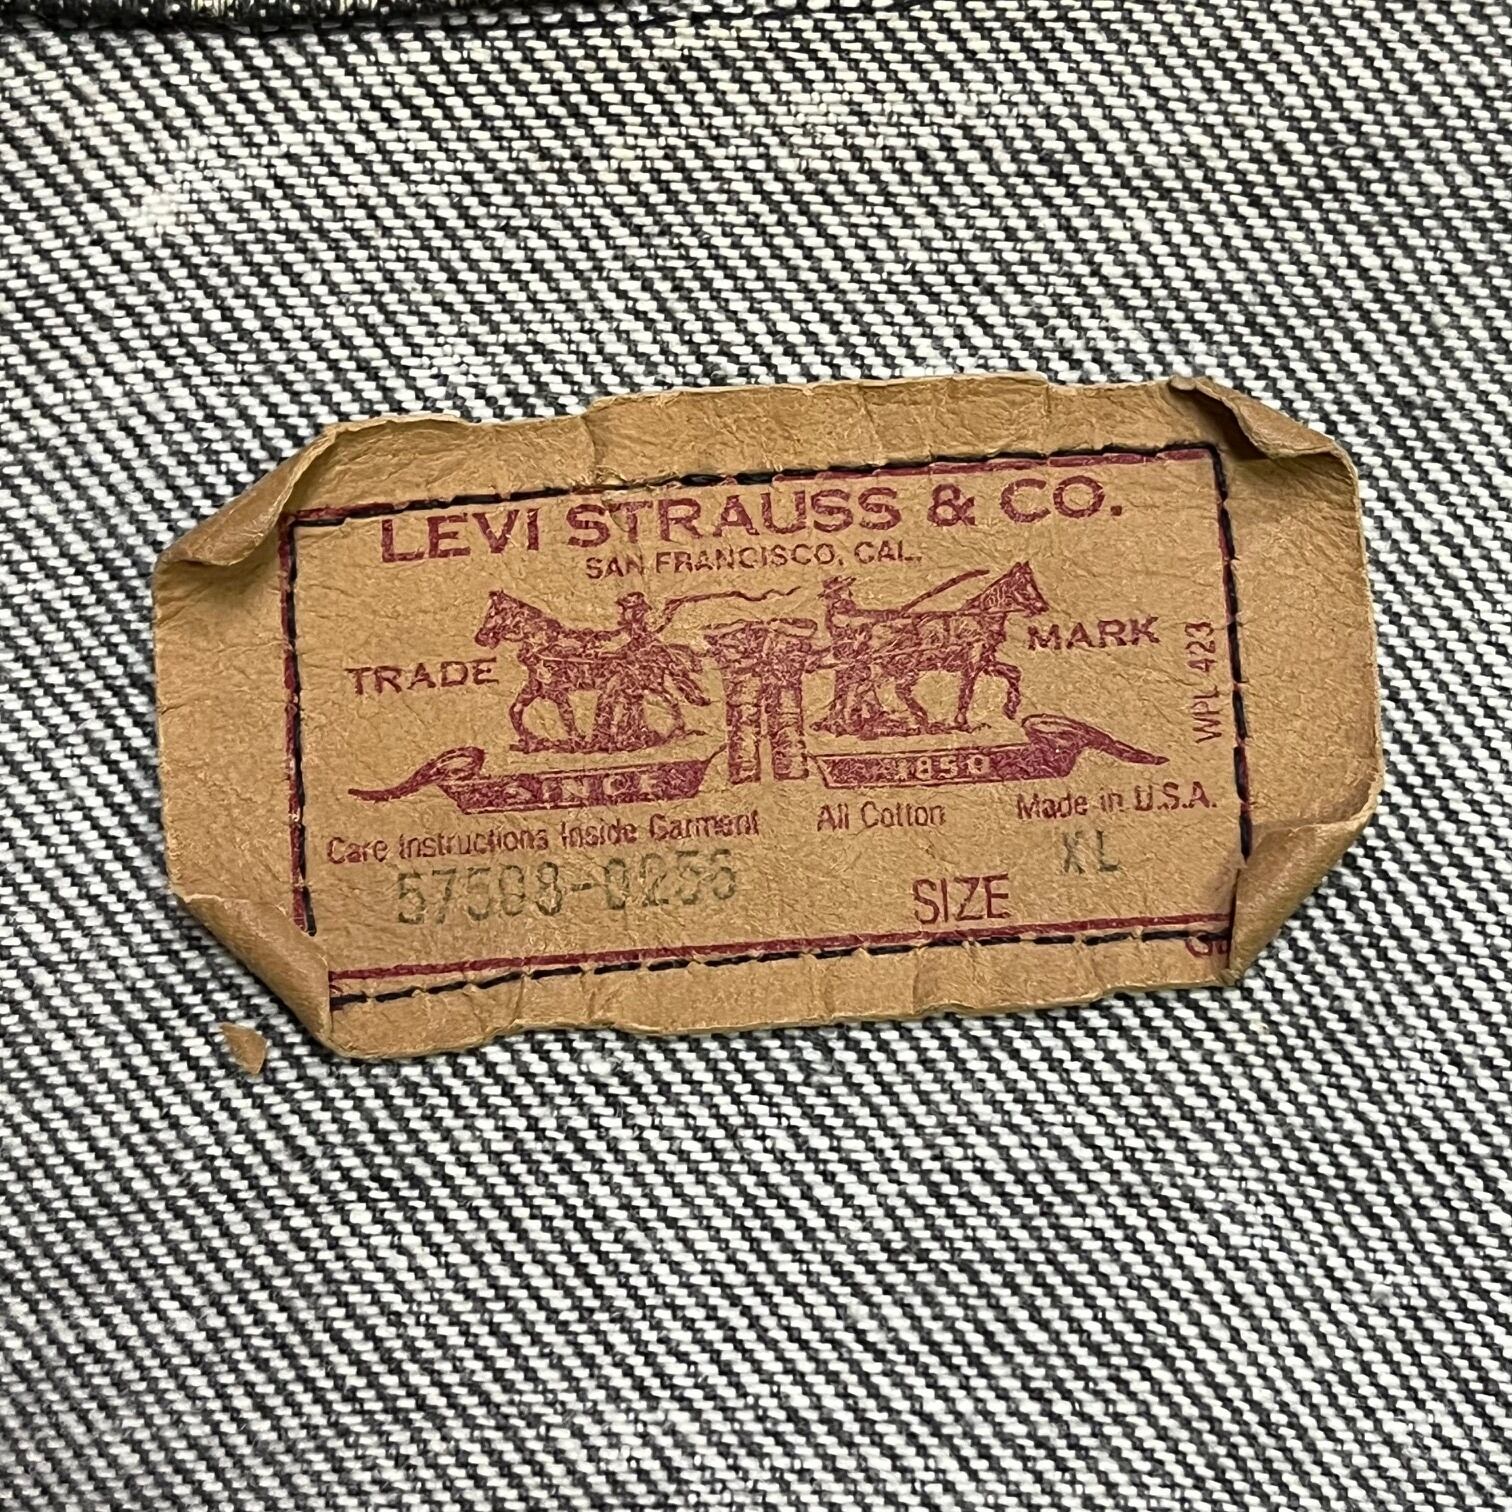 LEVI STRAUSS & CO.
SAN FRANCISCO, CAL.
TRADE MARK
WPL 423
SINCE 1850
Care Instructions Inside Garment All Cotton Made in U.S.A.
XL
SIZE